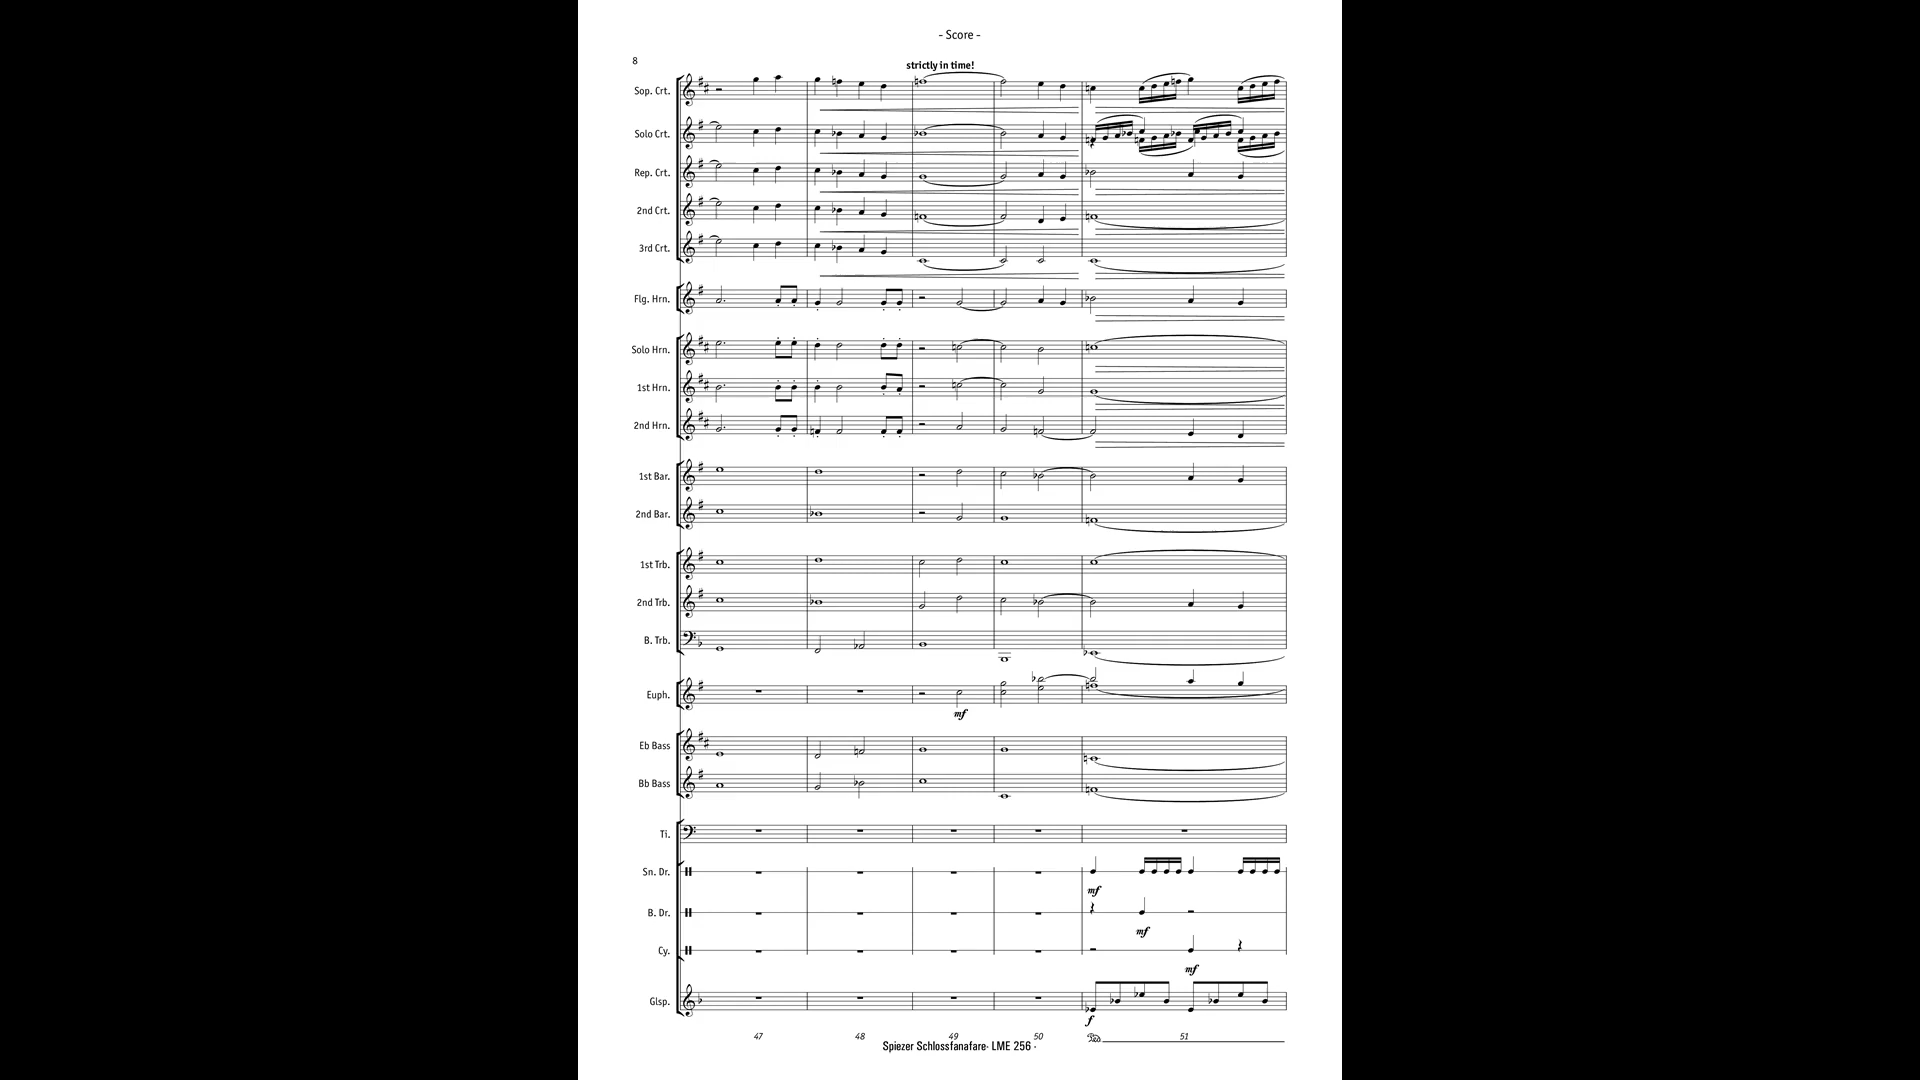 - Score -
8
strictly in time!
Sop. Crt.
Solo Crt.
Rep. Crt.
2nd Crt.
3rd Crt.
Flg. Hrn.
Solo Hrn.
1st Hrn.
2nd Hrn.
1st Bar.
2nd Bar.
1st Trb.
2nd Trb.
B. Trb.
Euph.
mf
Eb Bass
Bb Bass
Ti.
Sn. Dr.
mf
B. Dr.
mf
Cy.
mf
Glsp.
f
47 48 49 50 51
Spiezer Schlossfanafare· LME 256 ·